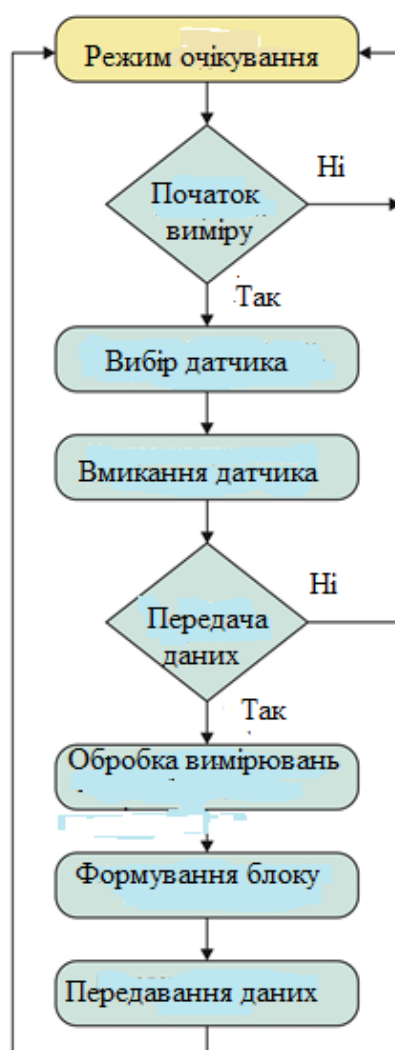 Режим очікування
Початок
виміру
Ні
Так
Вибір датчика
Вмикання датчика
Передача
даних
Ні
Так
Обробка вимірювань
Формування блоку
Передавання даних